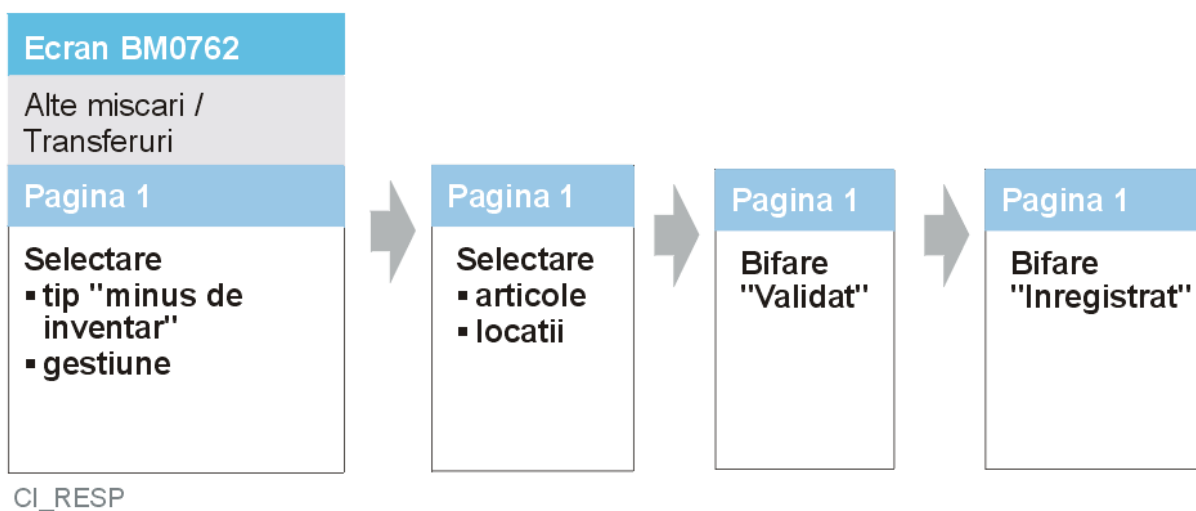 Ecran BM0762
Alte miscari /
Transferuri
Pagina 1
Selectare
▪ tip "minus de
inventar"
▪ gestiune
Pagina 1
Selectare
▪ articole
▪ locatii
Pagina 1
Bifare
"Validat"
Pagina 1
Bifare
"Inregistrat"
CI_RESP